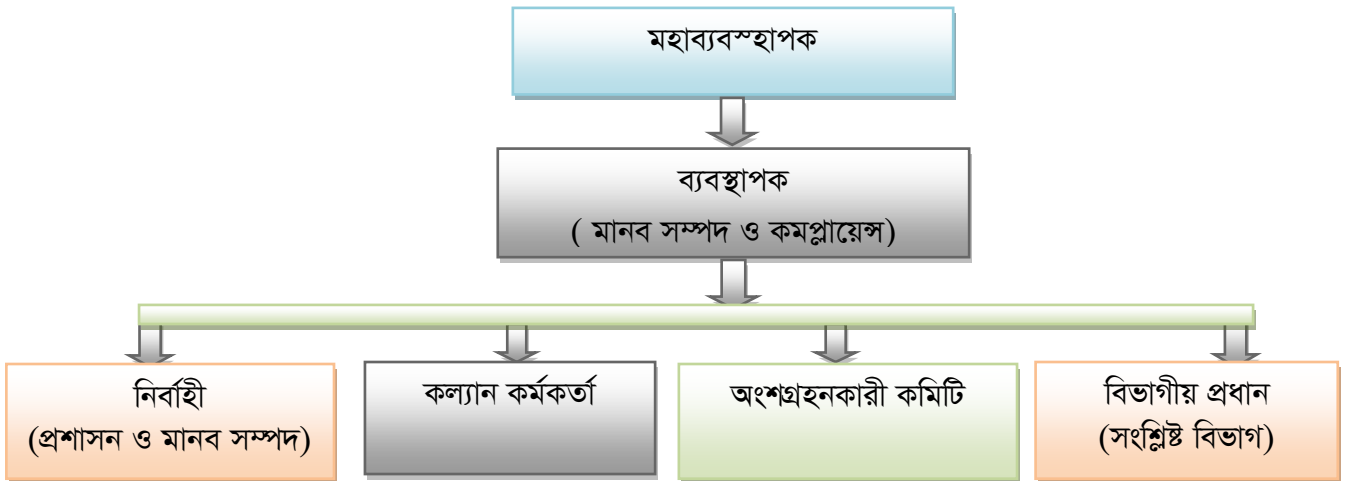 মহাব্যবস্হাপক
ব্যবস্থাপক
( মানব সম্পদ ও কমপ্লায়েন্স)
নির্বাহী
(প্রশাসন ও মানব সম্পদ)
কল্যান কর্মকর্তা
অংশগ্রহনকারী কমিটি
বিভাগীয় প্রধান
(সংশ্লিষ্ট বিভাগ)